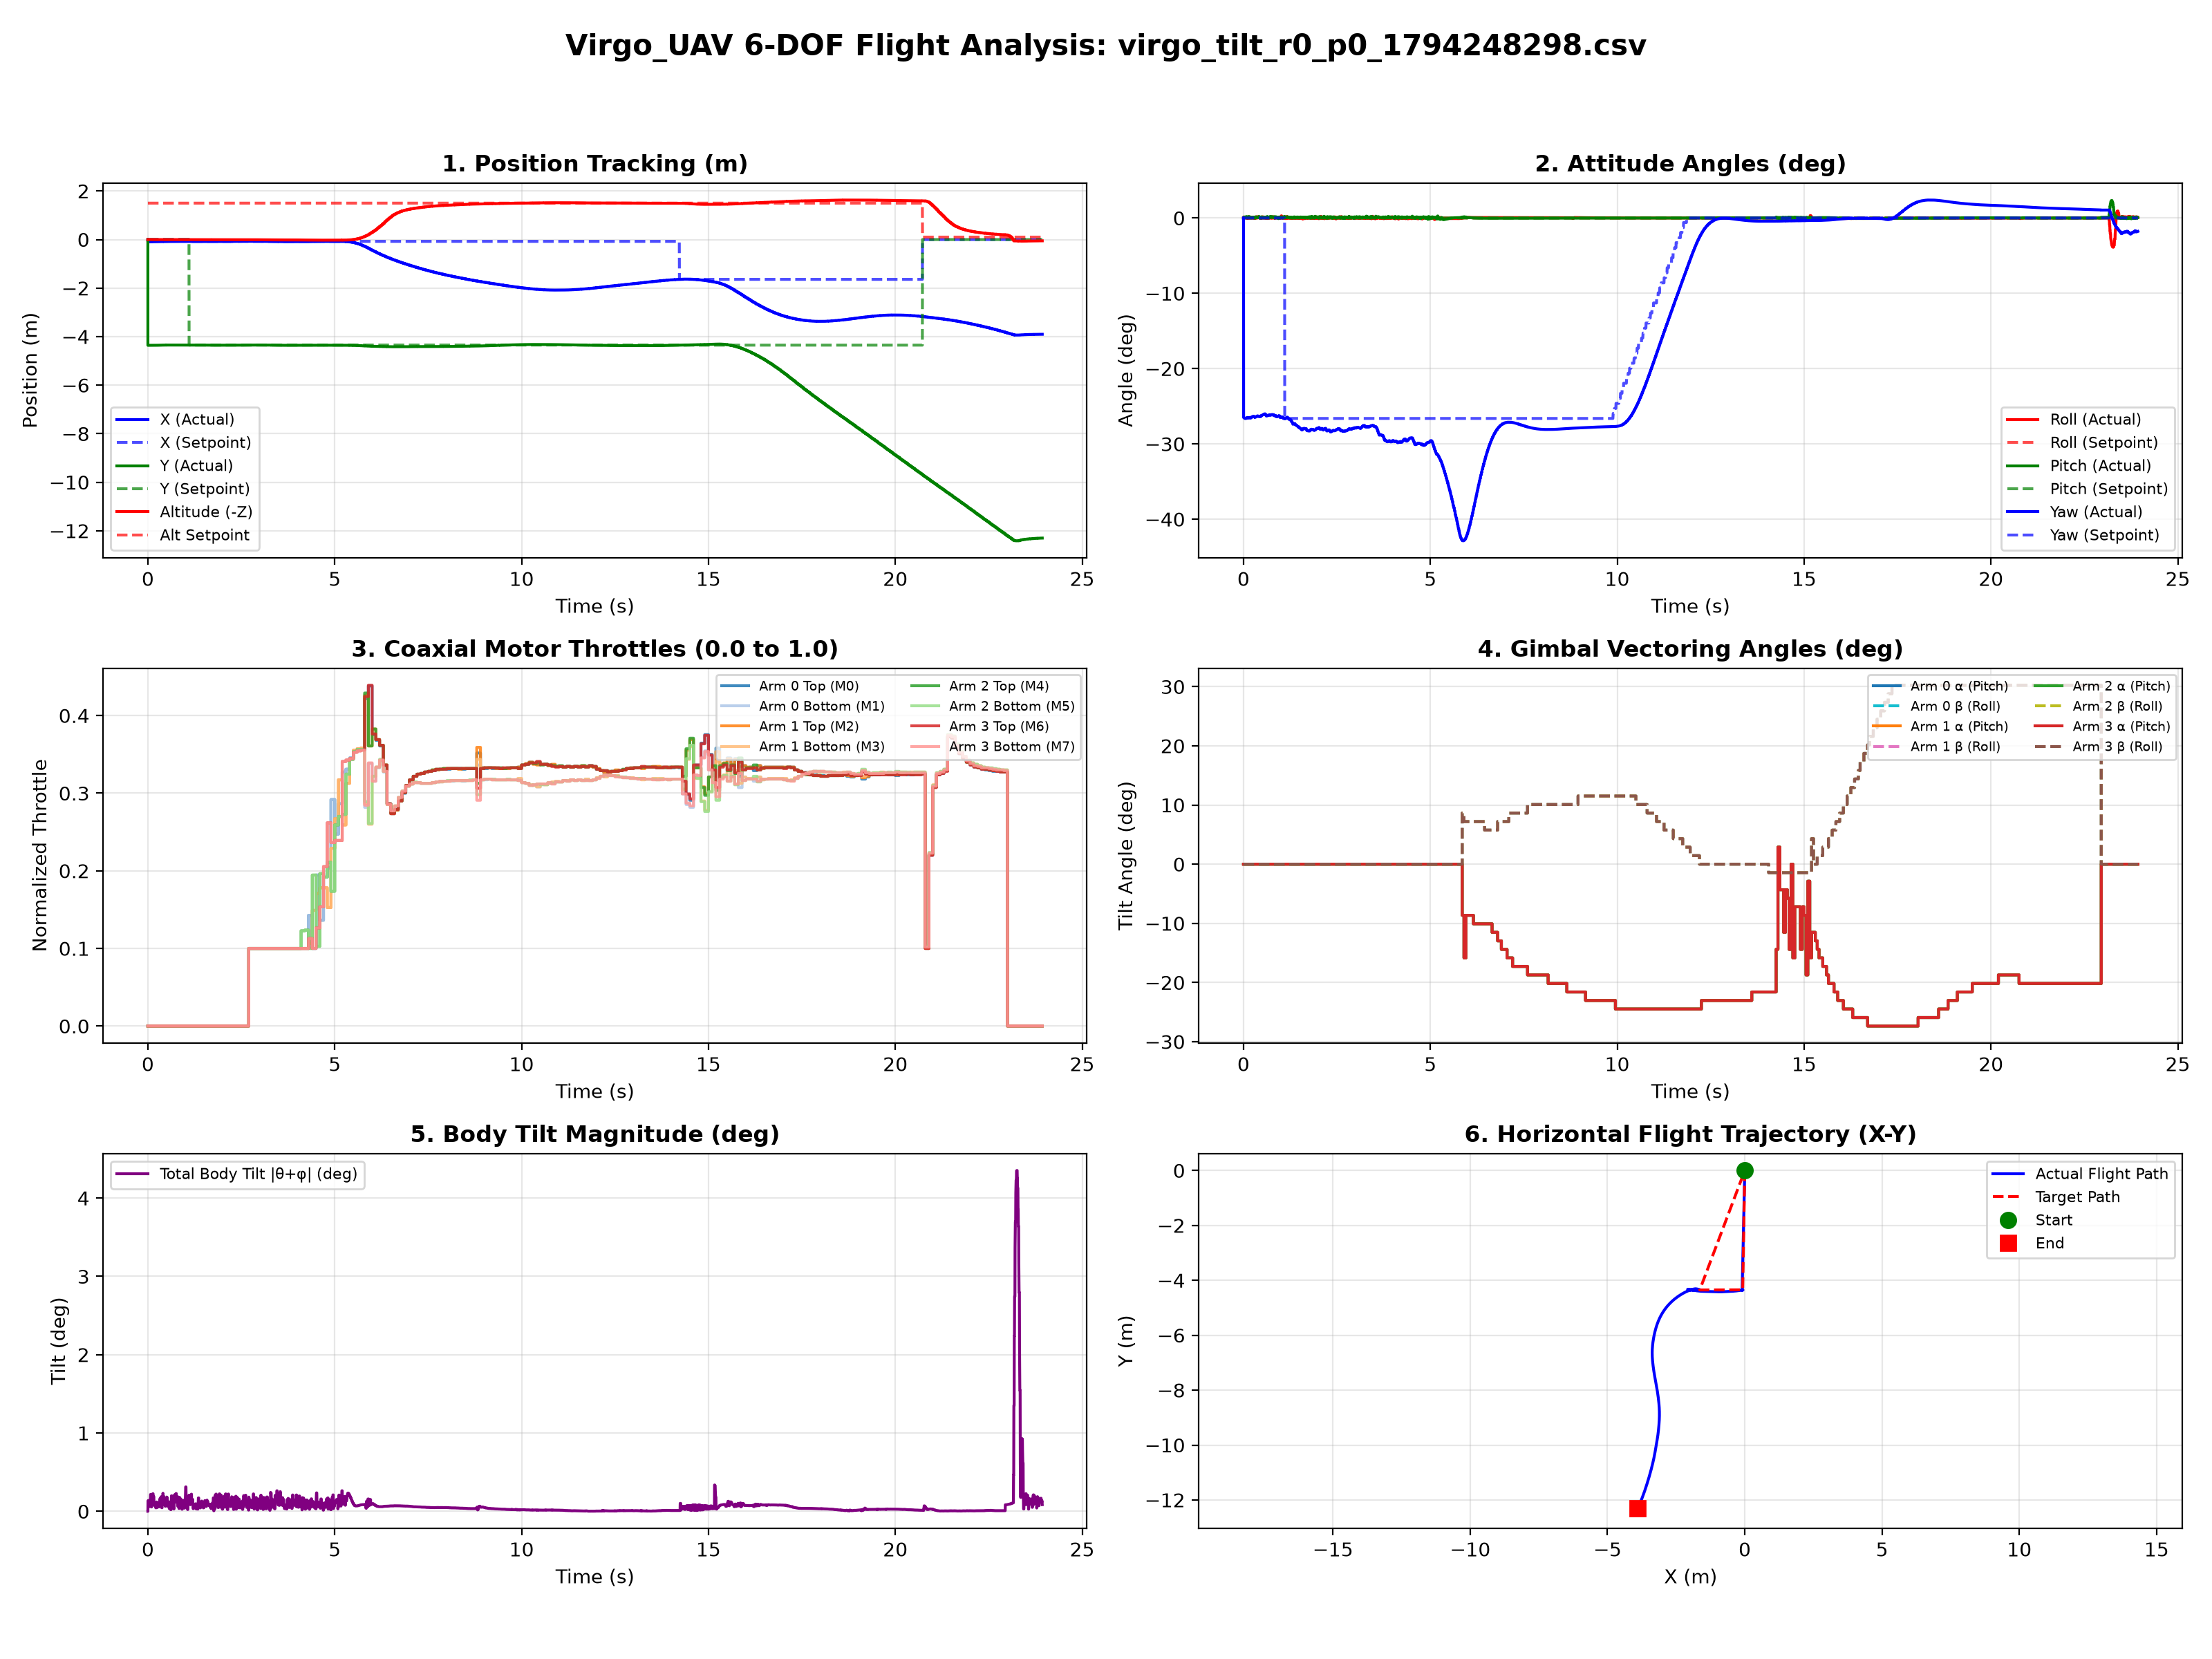 Virgo_UAV 6-DOF Flight Analysis: virgo_tilt_r0_p0_1794248298.csv
1. Position Tracking (m)
Position (m)
2
0
−2
−4
−6
−8
−10
−12
X (Actual)
X (Setpoint)
Y (Actual)
Y (Setpoint)
Altitude (-Z)
Alt Setpoint
0
5
10
15
20
25
Time (s)
2. Attitude Angles (deg)
Angle (deg)
0
−10
−20
−30
−40
Roll (Actual)
Roll (Setpoint)
Pitch (Actual)
Pitch (Setpoint)
Yaw (Actual)
Yaw (Setpoint)
0
5
10
15
20
25
Time (s)
3. Coaxial Motor Throttles (0.0 to 1.0)
Normalized Throttle
0.4
0.3
0.2
0.1
0.0
Arm 0 Top (M0)
Arm 0 Bottom (M1)
Arm 1 Top (M2)
Arm 1 Bottom (M3)
Arm 2 Top (M4)
Arm 2 Bottom (M5)
Arm 3 Top (M6)
Arm 3 Bottom (M7)
0
5
10
15
20
25
Time (s)
4. Gimbal Vectoring Angles (deg)
Tilt Angle (deg)
30
20
10
0
−10
−20
−30
Arm 0 α (Pitch)
Arm 0 β (Roll)
Arm 1 α (Pitch)
Arm 1 β (Roll)
Arm 2 α (Pitch)
Arm 2 β (Roll)
Arm 3 α (Pitch)
Arm 3 β (Roll)
0
5
10
15
20
25
Time (s)
5. Body Tilt Magnitude (deg)
Tilt (deg)
4
3
2
1
0
Total Body Tilt |θ+φ| (deg)
0
5
10
15
20
25
Time (s)
6. Horizontal Flight Trajectory (X-Y)
Y (m)
0
−2
−4
−6
−8
−10
−12
Actual Flight Path
Target Path
Start
End
−15
−10
−5
0
5
10
15
X (m)